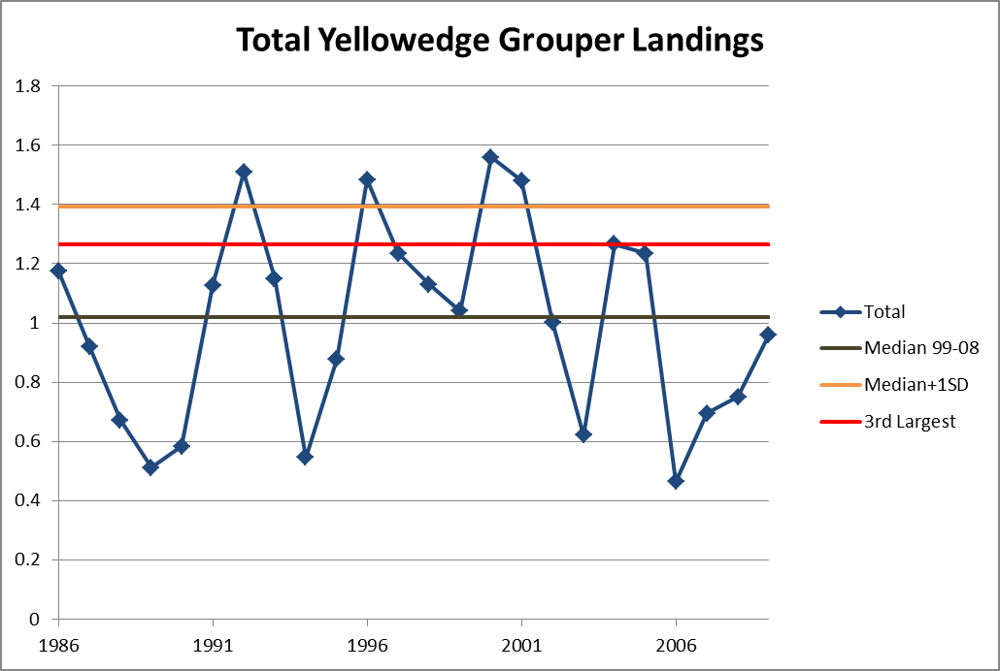 Total Yellowedge Grouper Landings
1.8
1.6
1.4
1.2
1
0.8
0.6
0.4
0.2
0
1986 1991 1996 2001 2006
Total
Median 99-08
Median+1SD
3rd Largest